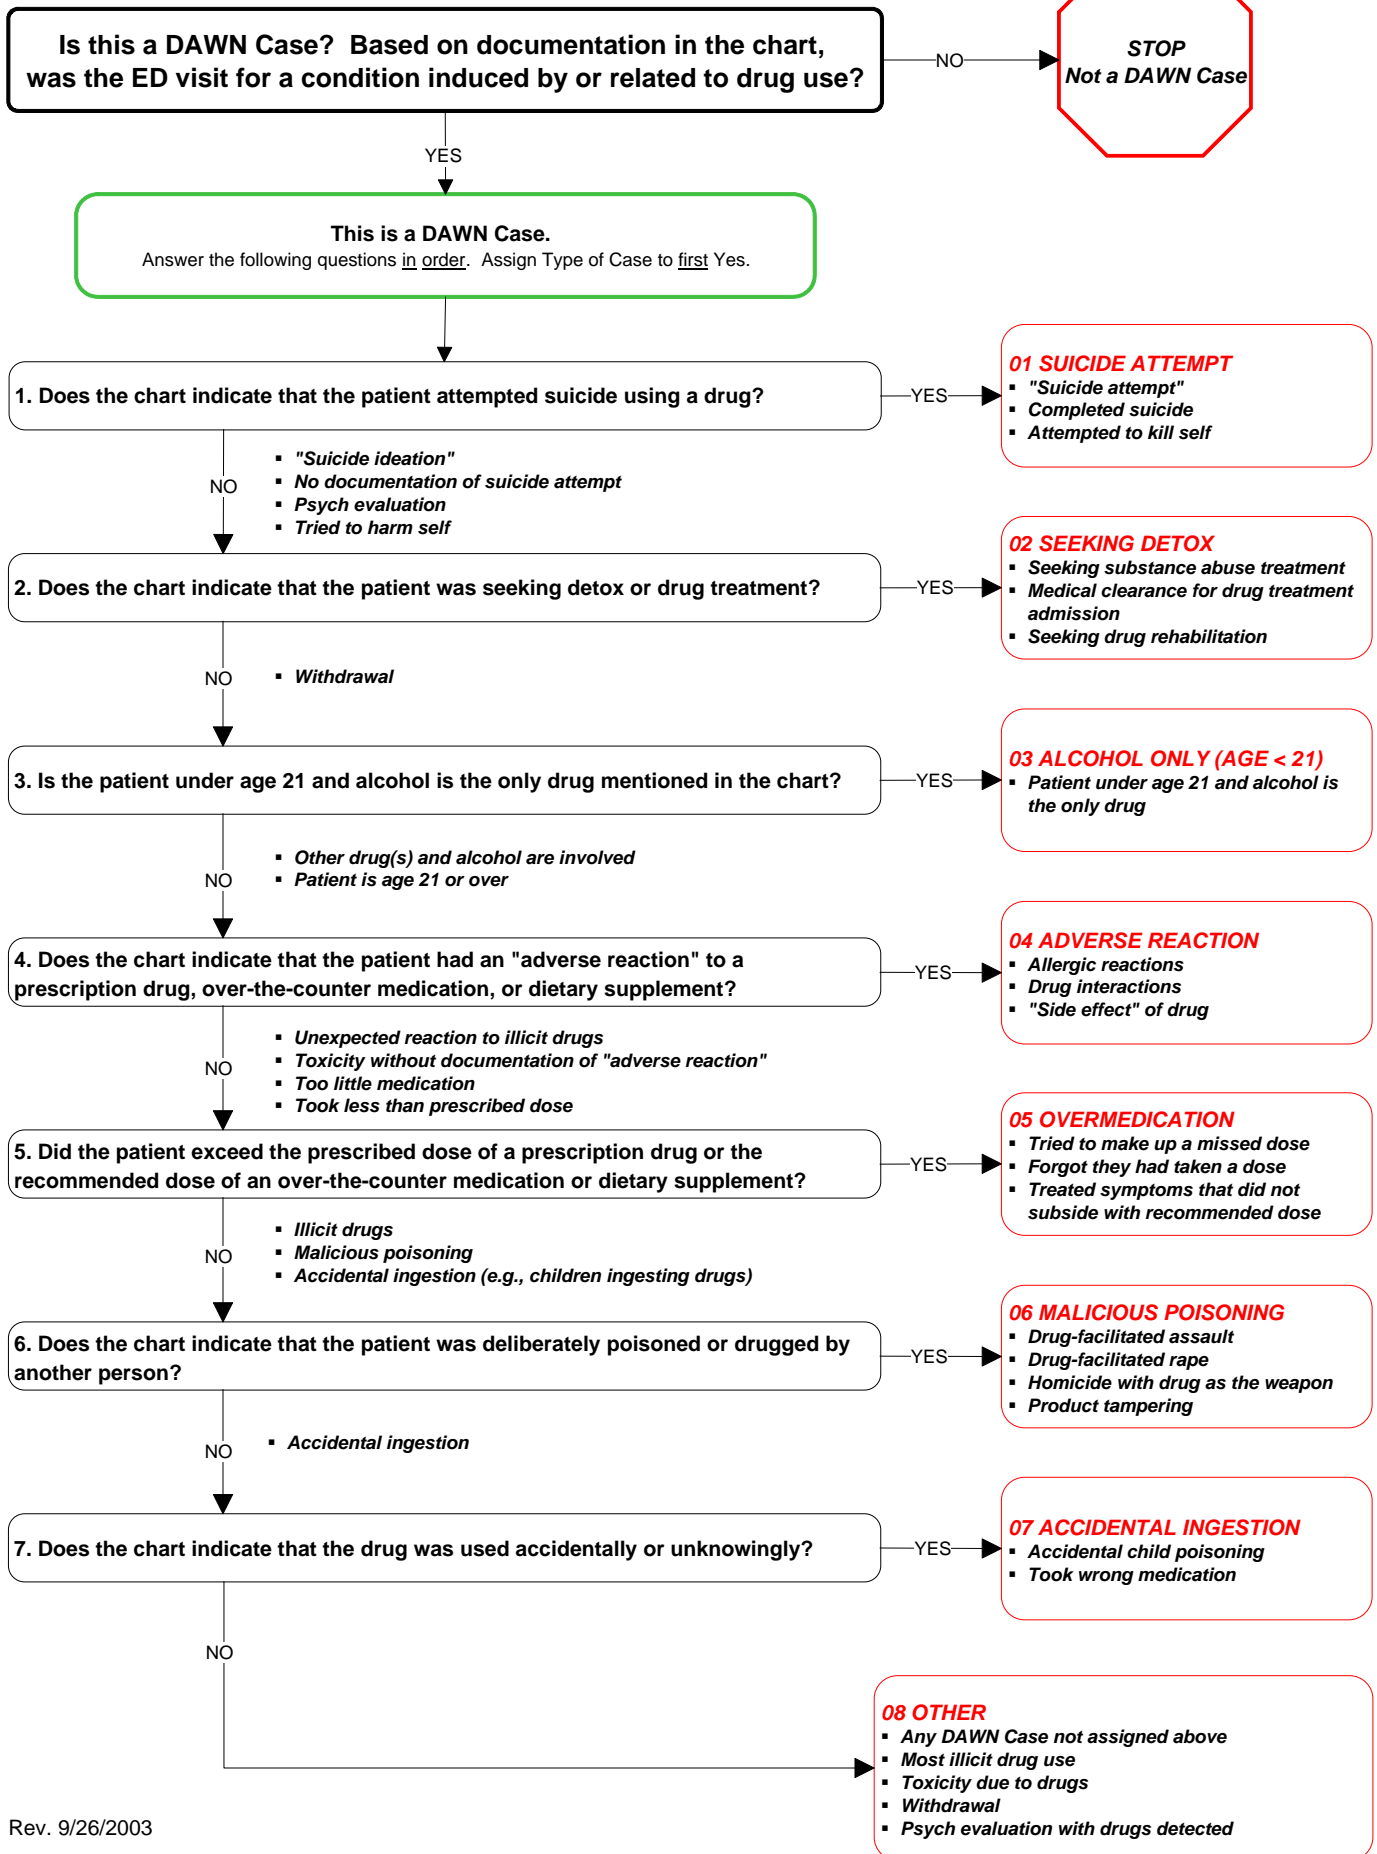 Is this a DAWN Case?  Based on documentation in the chart,
was the ED visit for a condition induced by or related to drug use?
NO
STOP
Not a DAWN Case
YES
This is a DAWN Case.
Answer the following questions in order.  Assign Type of Case to first Yes.
1. Does the chart indicate that the patient attempted suicide using a drug?
YES
01 SUICIDE ATTEMPT
▪ "Suicide attempt"
▪ Completed suicide
▪ Attempted to kill self
NO
▪ "Suicide ideation"
▪ No documentation of suicide attempt
▪ Psych evaluation
▪ Tried to harm self
2. Does the chart indicate that the patient was seeking detox or drug treatment?
YES
02 SEEKING DETOX
▪ Seeking substance abuse treatment
▪ Medical clearance for drug treatment
admission
▪ Seeking drug rehabilitation
NO
▪ Withdrawal
3. Is the patient under age 21 and alcohol is the only drug mentioned in the chart?
YES
03 ALCOHOL ONLY (AGE < 21)
▪ Patient under age 21 and alcohol is
the only drug
NO
▪ Other drug(s) and alcohol are involved
▪ Patient is age 21 or over
4. Does the chart indicate that the patient had an "adverse reaction" to a
prescription drug, over-the-counter medication, or dietary supplement?
YES
04 ADVERSE REACTION
▪ Allergic reactions
▪ Drug interactions
▪ "Side effect" of drug
NO
▪ Unexpected reaction to illicit drugs
▪ Toxicity without documentation of "adverse reaction"
▪ Too little medication
▪ Took less than prescribed dose
5. Did the patient exceed the prescribed dose of a prescription drug or the
recommended dose of an over-the-counter medication or dietary supplement?
YES
05 OVERMEDICATION
▪ Tried to make up a missed dose
▪ Forgot they had taken a dose
▪ Treated symptoms that did not
subside with recommended dose
NO
▪ Illicit drugs
▪ Malicious poisoning
▪ Accidental ingestion (e.g., children ingesting drugs)
6. Does the chart indicate that the patient was deliberately poisoned or drugged by
another person?
YES
06 MALICIOUS POISONING
▪ Drug-facilitated assault
▪ Drug-facilitated rape
▪ Homicide with drug as the weapon
▪ Product tampering
NO
▪ Accidental ingestion
7. Does the chart indicate that the drug was used accidentally or unknowingly?
YES
07 ACCIDENTAL INGESTION
▪ Accidental child poisoning
▪ Took wrong medication
NO
08 OTHER
▪ Any DAWN Case not assigned above
▪ Most illicit drug use
▪ Toxicity due to drugs
▪ Withdrawal
▪ Psych evaluation with drugs detected
Rev. 9/26/2003